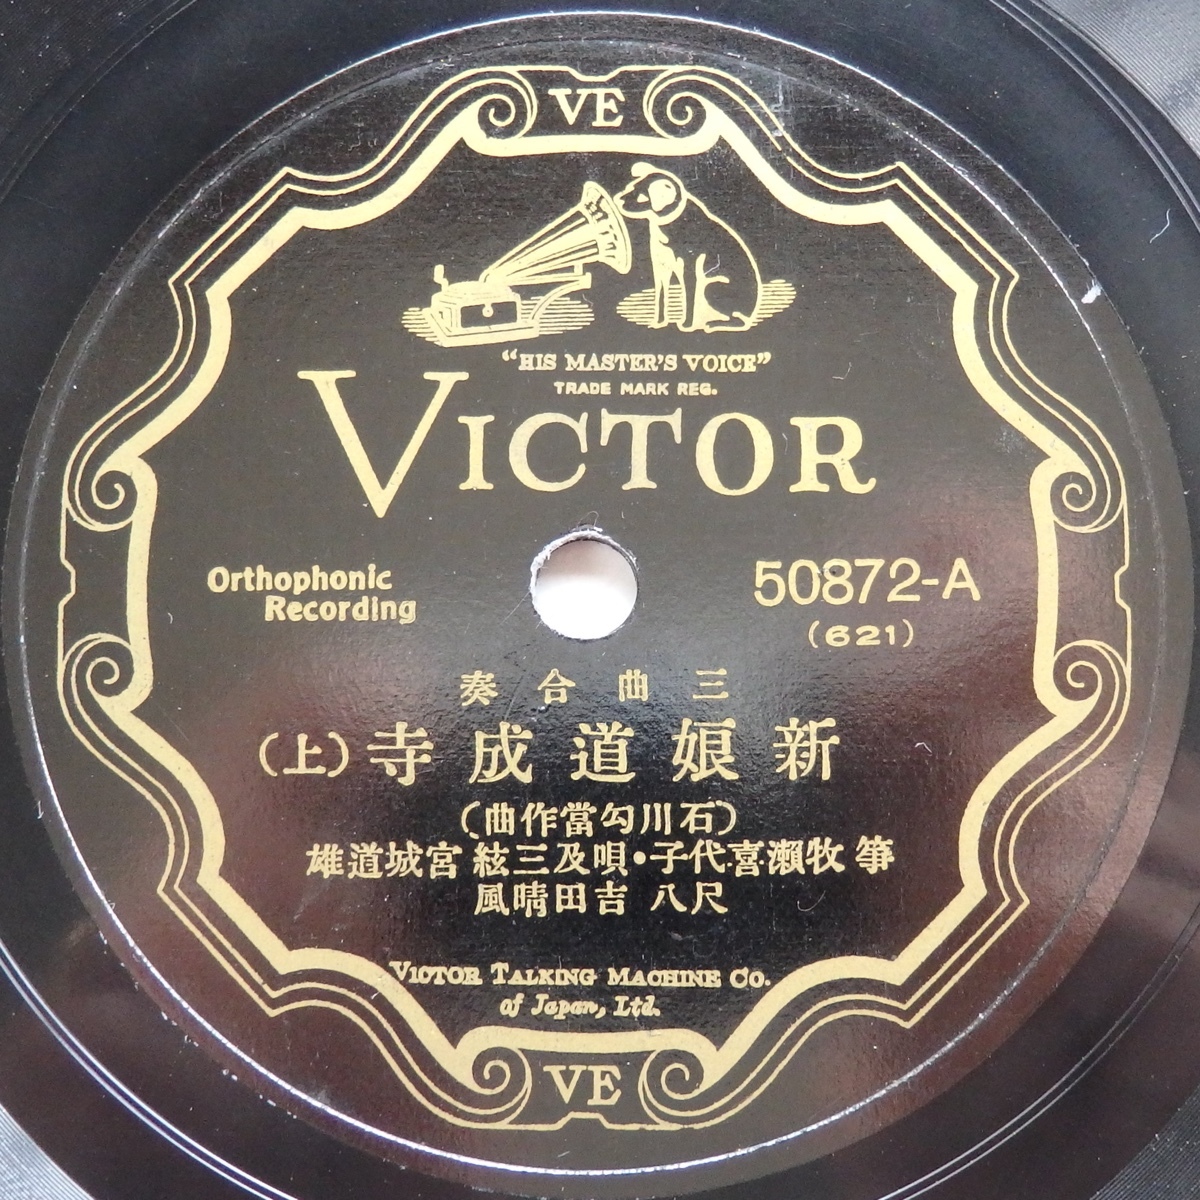 VE
"HIS MASTER'S VOICE"
TRADE MARK REG.
VICTOR
Orthophonic
Recording
50872-A
(621)
三曲合奏
新娘道成寺(上)
(石川勾當作曲)
箏 牧瀨喜代子・唄及三絃 宮城道雄
尺八 吉田晴風
VICTOR TALKING MACHINE CO.
of Japan, Ltd.
VE